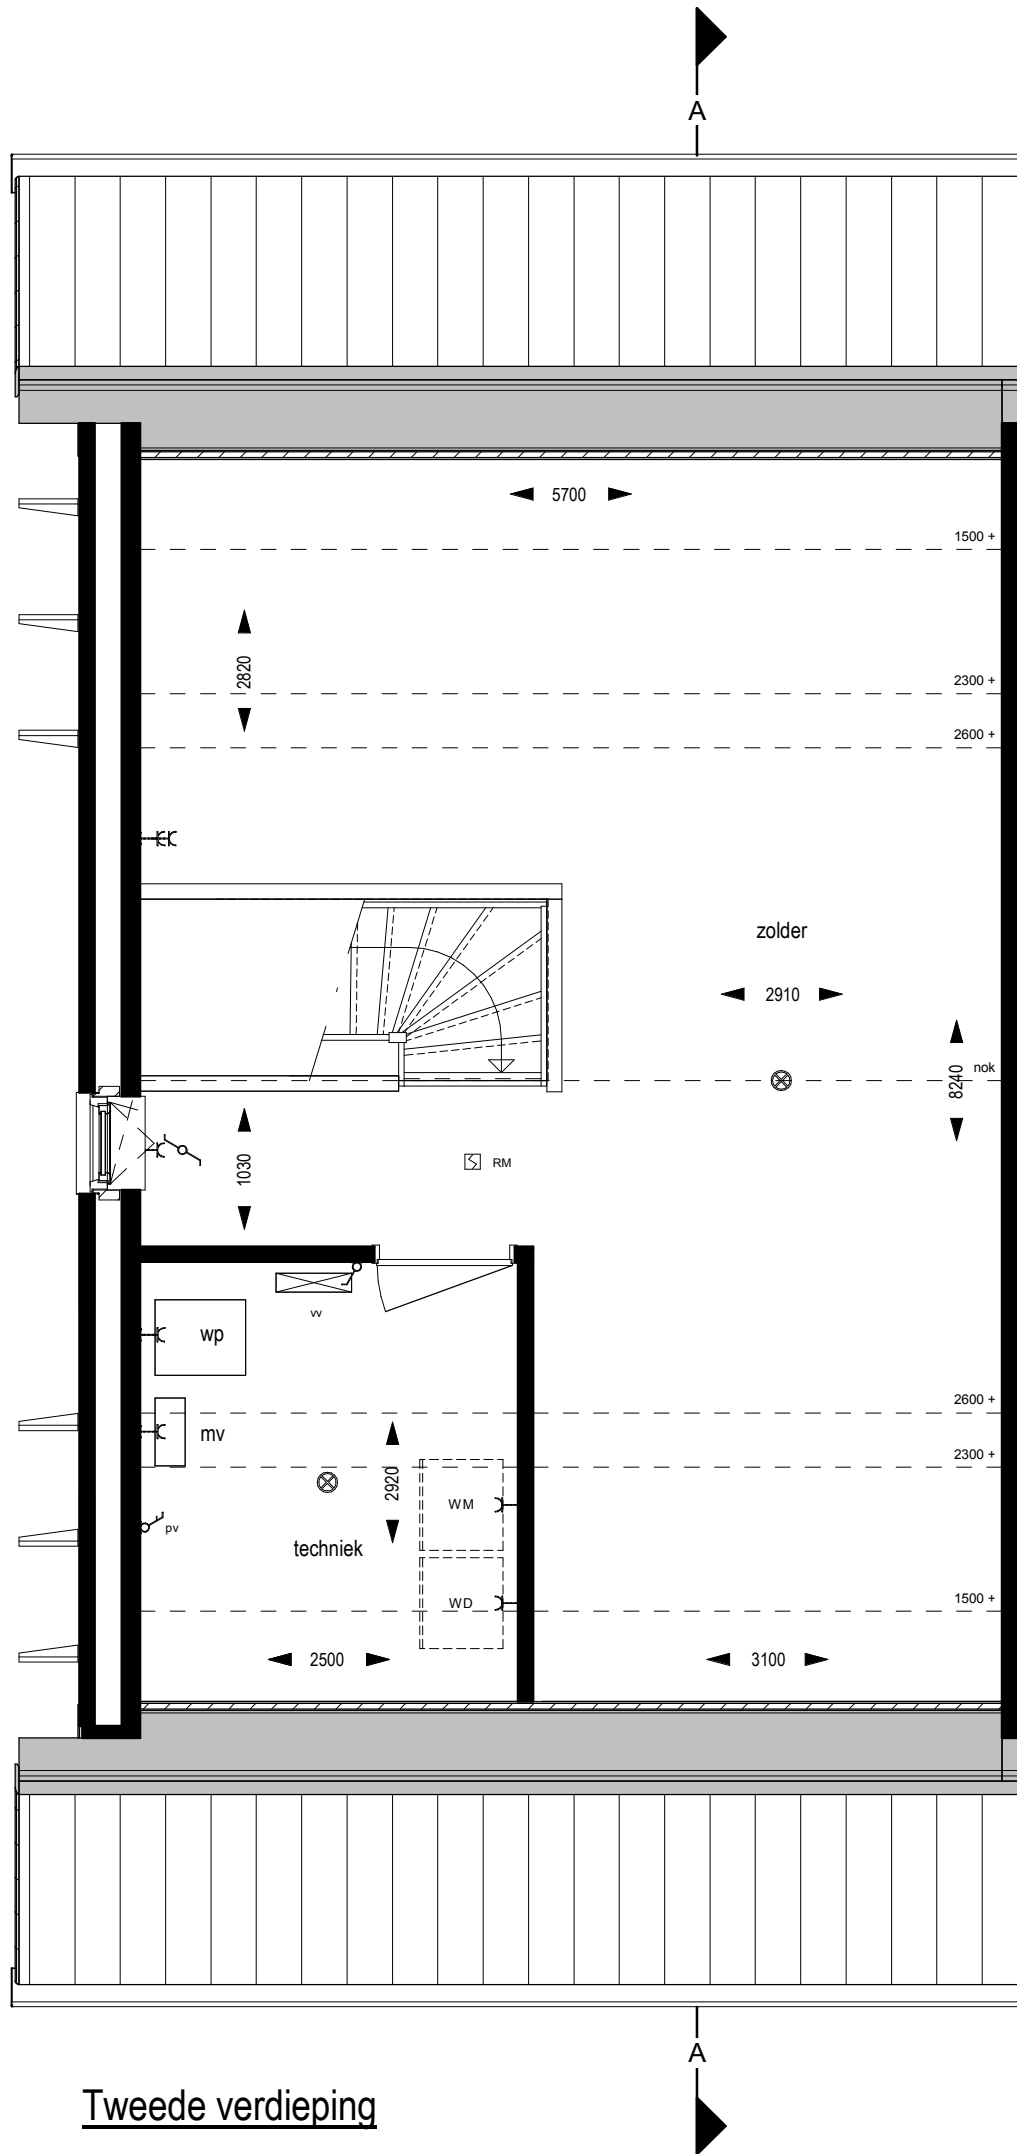 A
5700
1500 +
2820
2300 +
2600 +
zolder
2910
8240
nok
1030
RM
vv
wp
2600 +
mv
2920
2300 +
WM
pv
techniek
WD
1500 +
2500
3100
A
Tweede verdieping